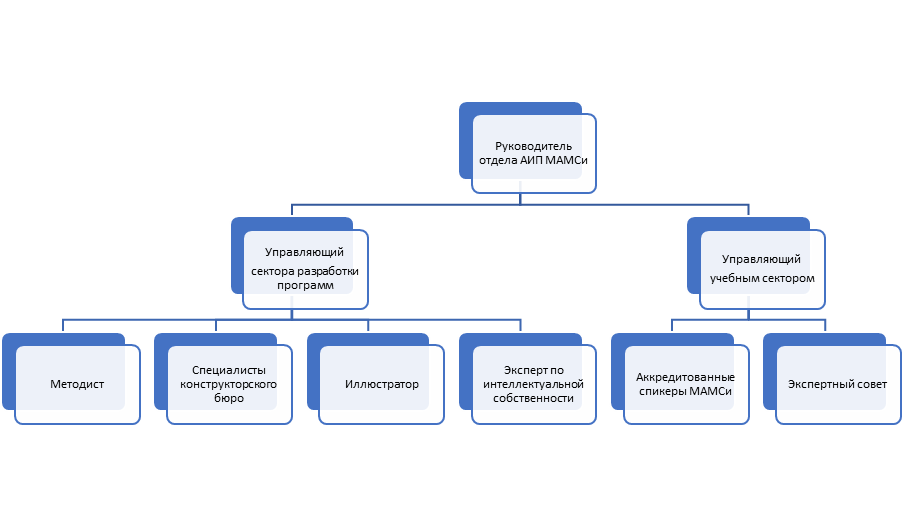 Руководитель
отдела АИП МАМСи
Управляющий
сектора разработки
программ
Управляющий
учебным сектором
Методист
Специалисты
конструкторского
бюро
Иллюстратор
Эксперт по
интеллектуальной
собственности
Аккредитованные
спикеры МАМСи
Экспертный совет